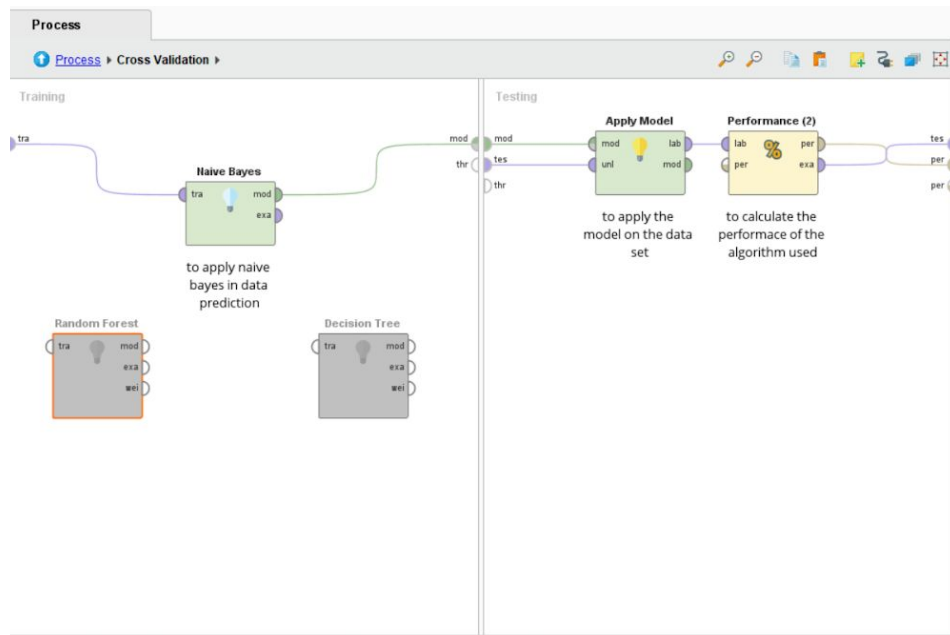 Process
Process ▸ Cross Validation ▸
Training
tra
mod
thr
Naive Bayes
tra
mod
exa
to apply naive
bayes in data
prediction
Random Forest
tra
mod
exa
wei
Decision Tree
tra
mod
exa
wei
Testing
mod
tes
thr
Apply Model
mod
lab
unl
mod
to apply the
model on the data
set
Performance (2)
lab
per
per
exa
to calculate the
performace of the
algorithm used
tes
per
per